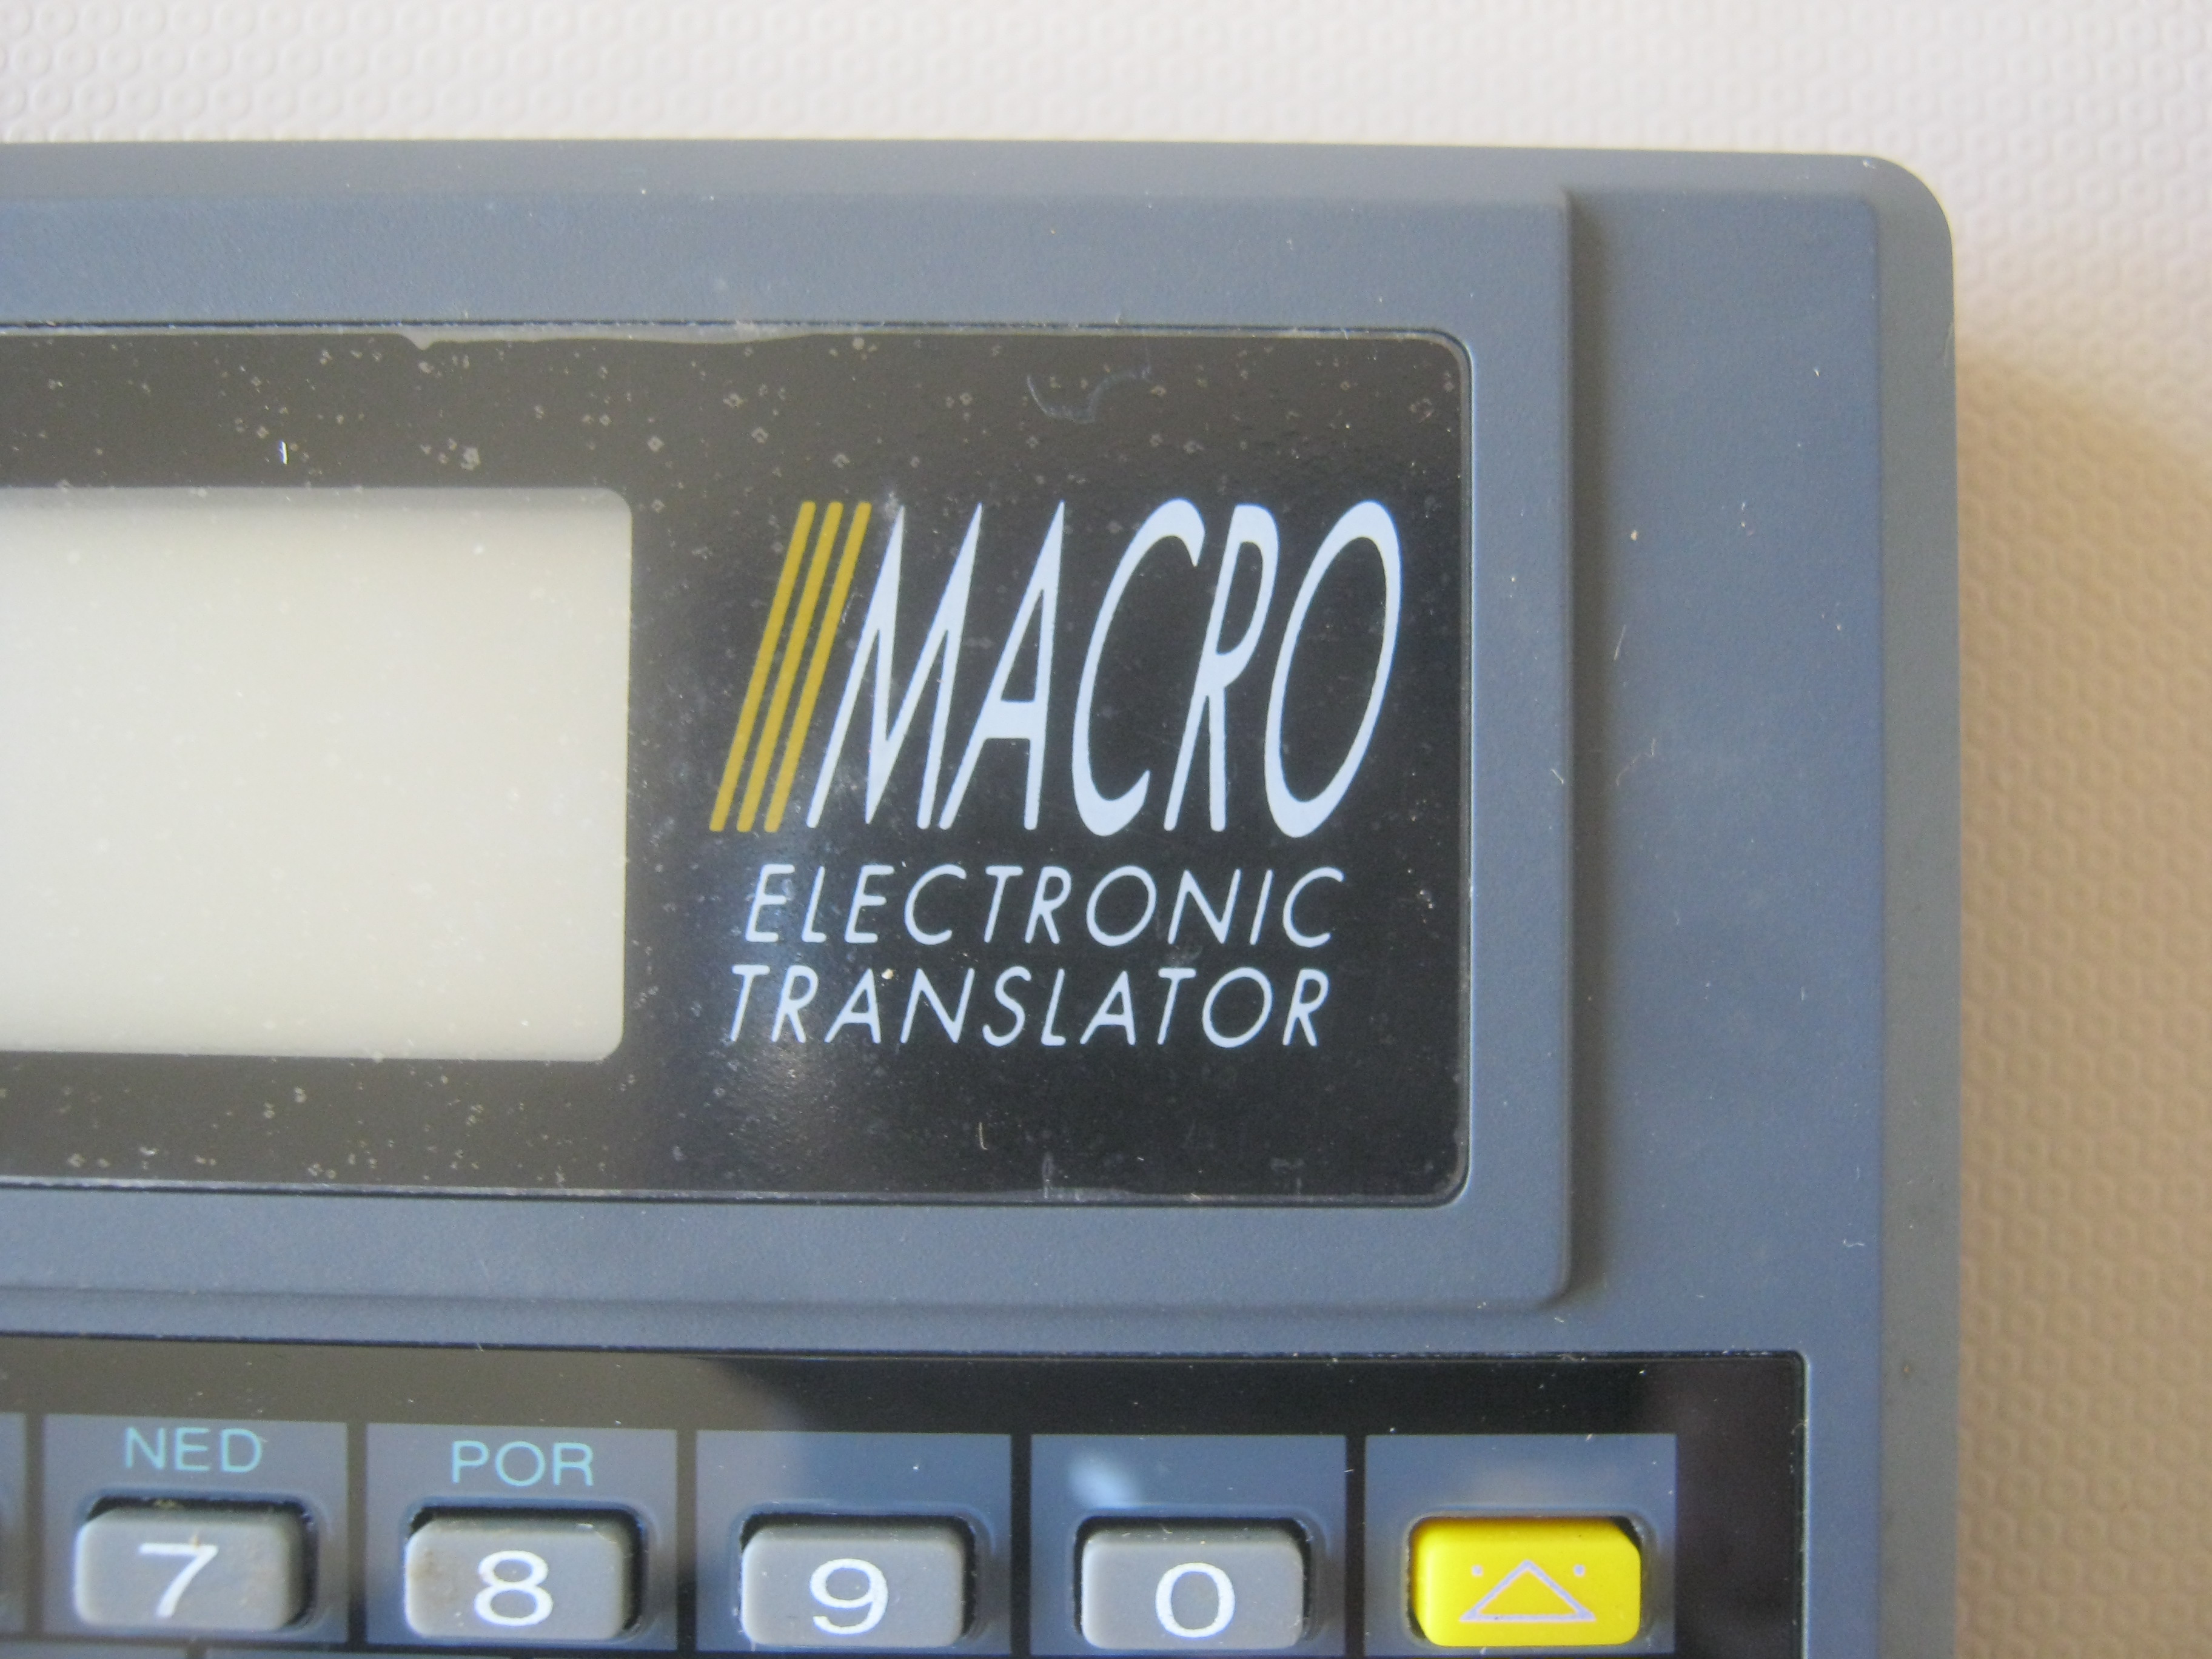 MACRO
ELECTRONIC
TRANSLATOR
NED POR
7 8 9 0